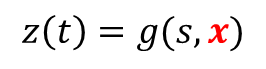 z(t) = g(s, x)